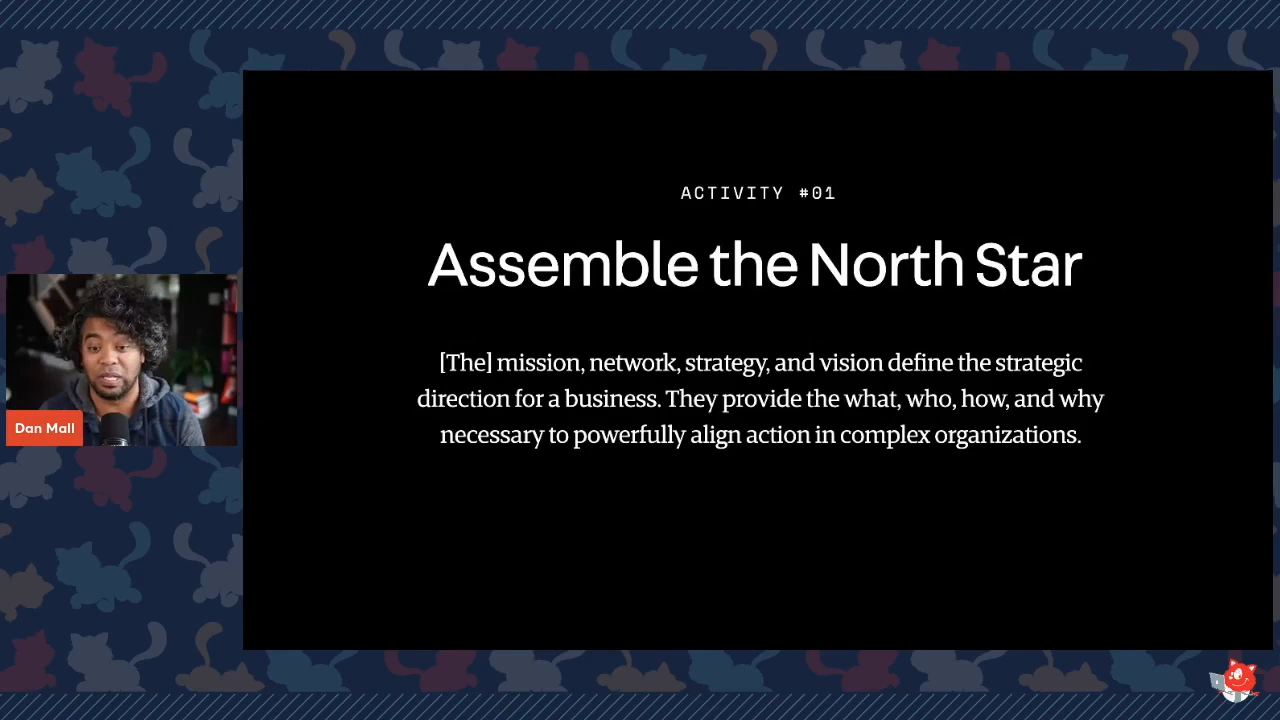 ACTIVITY #01
Assemble the North Star
[The] mission, network, strategy, and vision define the strategic
direction for a business. They provide the what, who, how, and why
necessary to powerfully align action in complex organizations.
Dan Mall